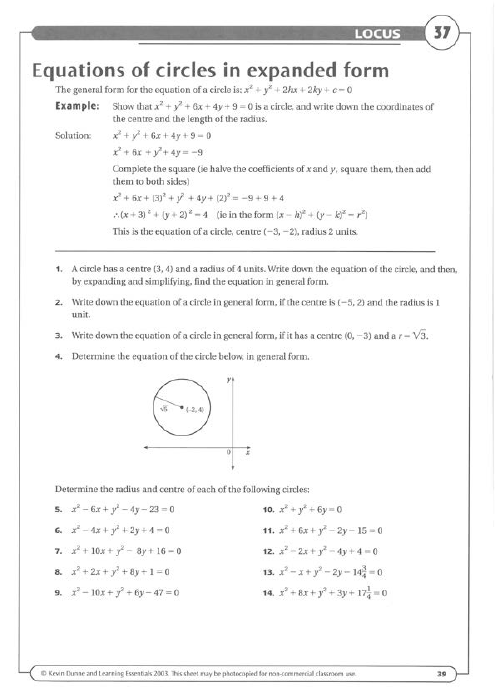 LOCUS
37
Equations of circles in expanded form
The general form for the equation of a circle is: x² + y² + 2hx + 2ky + c = 0
Example: Show that x² + y² + 6x + 4y + 9 = 0 is a circle, and write down the coordinates of
the centre and the length of the radius.
Solution: x² + y² + 6x + 4y + 9 = 0
x² + 6x + y² + 4y = −9
Complete the square (ie halve the coefficients of x and y, square them, then add
them to both sides)
x² + 6x + (3)² + y² + 4y + (2)² = −9 + 9 + 4
∴ (x + 3)² + (y + 2)² = 4 (ie in the form (x − h)² + (y − k)² = r²)
This is the equation of a circle, centre (−3, −2), radius 2 units.
1. A circle has a centre (3, 4) and a radius of 4 units. Write down the equation of the circle, and then,
by expanding and simplifying, find the equation in general form.
2. Write down the equation of a circle in general form, if the centre is (−5, 2) and the radius is 1
unit.
3. Write down the equation of a circle in general form, if it has a centre (0, −3) and a r = √3.
4. Determine the equation of the circle below, in general form.
y
√5 (−2, 4)
0 x
Determine the radius and centre of each of the following circles:
5. x² − 6x + y² − 4y − 23 = 0
6. x² − 4x + y² + 2y + 4 = 0
7. x² + 10x + y² − 8y + 16 = 0
8. x² + 2x + y² + 8y + 1 = 0
9. x² − 10x + y² + 6y − 47 = 0
10. x² + y² + 6y = 0
11. x² + 6x + y² − 2y − 15 = 0
12. x² − 2x + y² − 4y + 4 = 0
13. x² − x + y² − 2y − 14¾ = 0
14. x² + 8x + y² + 3y + 17¼ = 0
© Kevin Dunne and Learning Essentials 2003. This sheet may be photocopied for non-commercial classroom use.
39